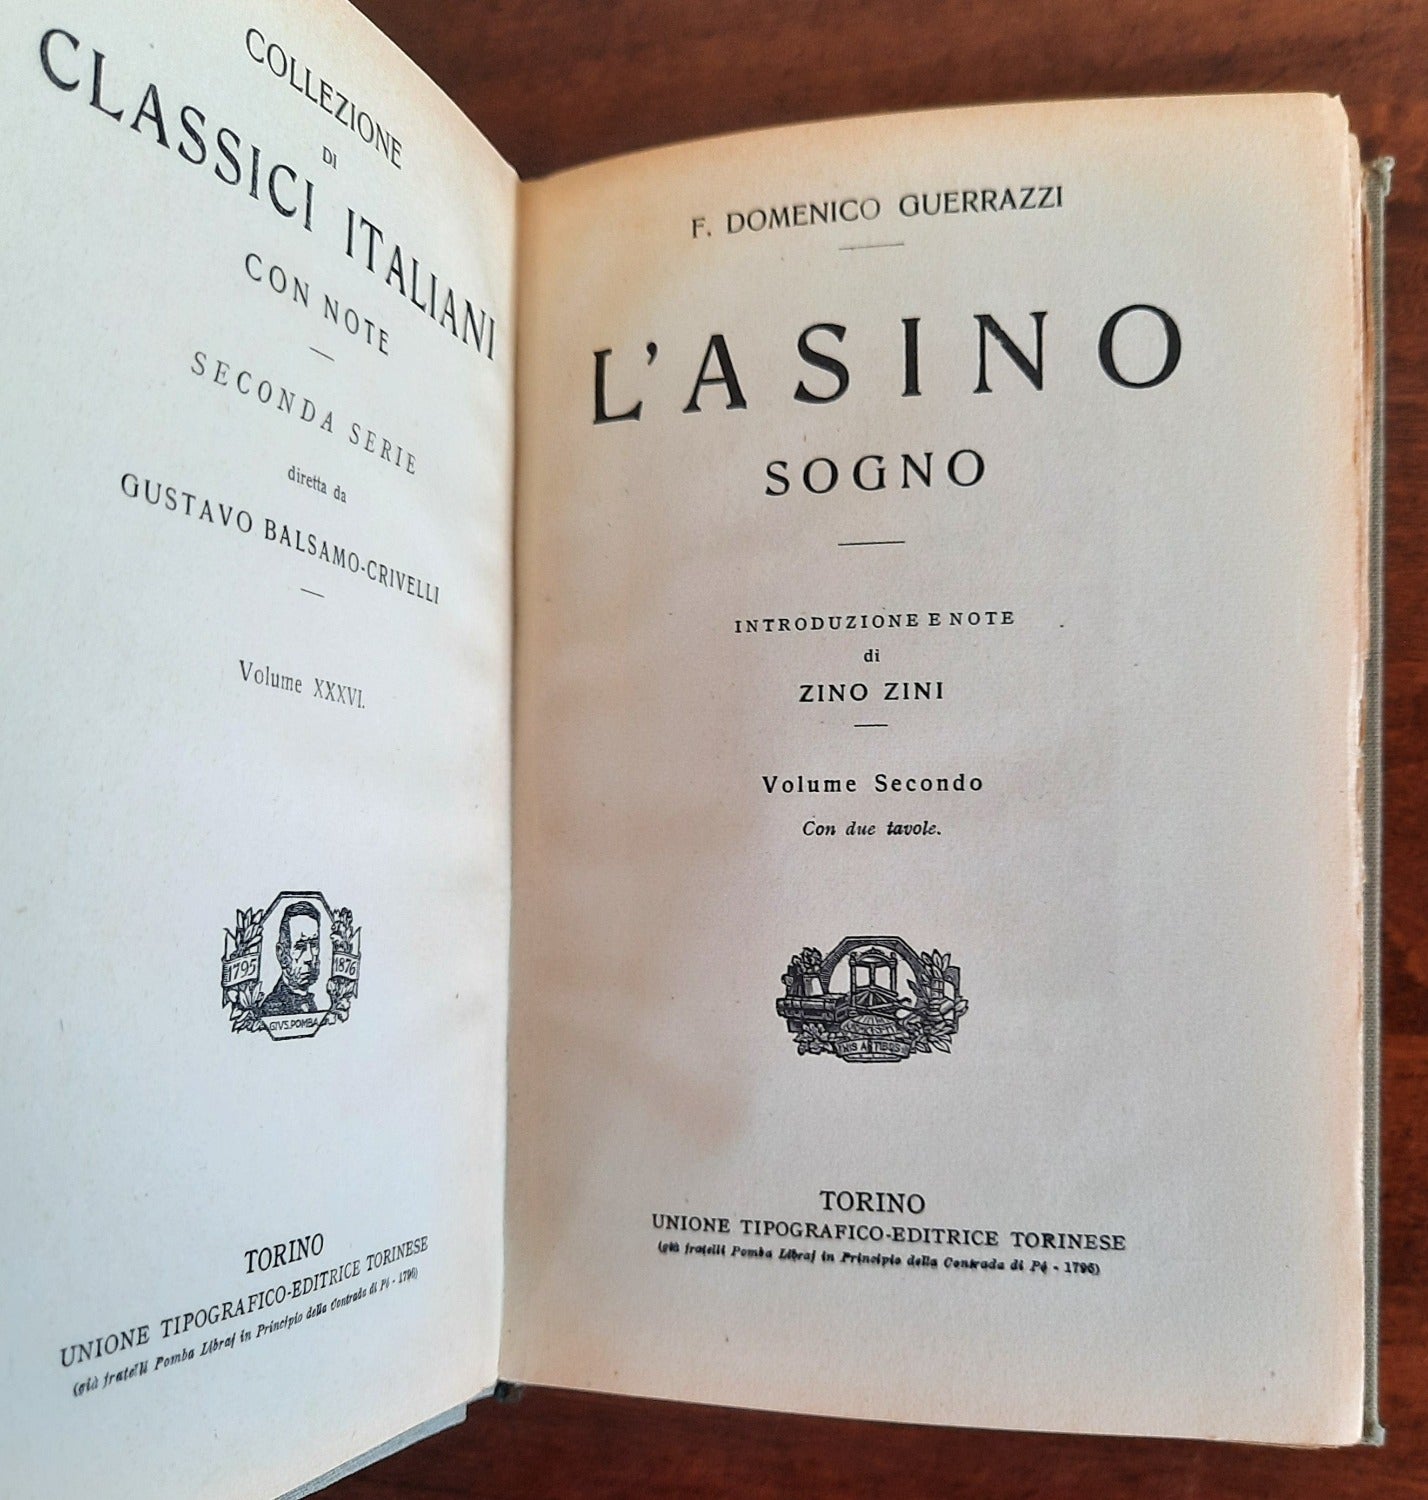 COLLEZIONE
DI
CLASSICI ITALIANI
CON NOTE
SECONDA SERIE
diretta da
GUSTAVO BALSAMO-CRIVELLI
Volume XXXVI.
1795
1876
GIVS. POMBA
TORINO
UNIONE TIPOGRAFICO-EDITRICE TORINESE
(già fratelli Pomba Libraj in Principio della Contrada di Pò - 1796)
F. DOMENICO GUERRAZZI
L'ASINO
SOGNO
INTRODUZIONE E NOTE
di
ZINO ZINI
Volume Secondo
Con due tavole.
HIS ARTIBUS
TORINO
UNIONE TIPOGRAFICO-EDITRICE TORINESE
(già fratelli Pomba Libraj in Principio della Contrada di Pò - 1796)